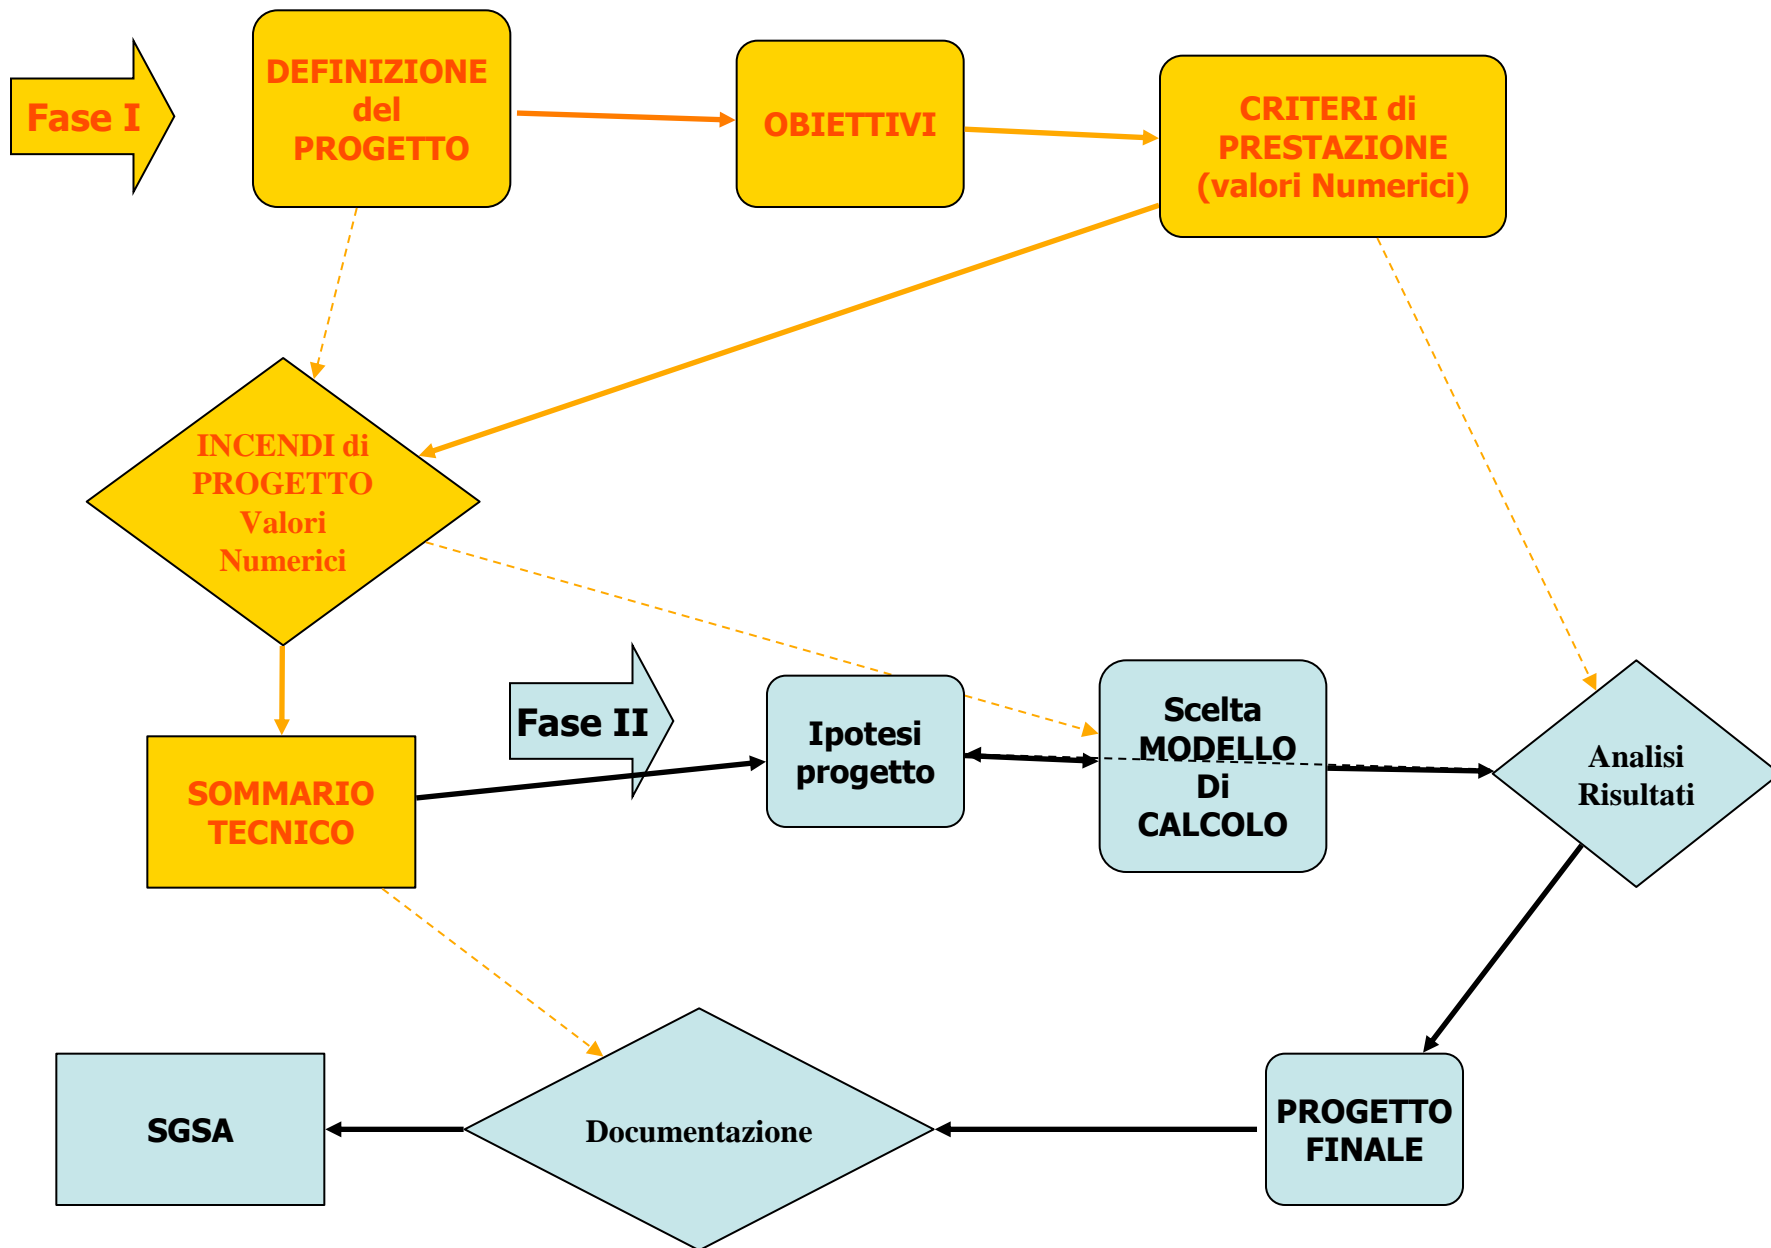 Fase I
DEFINIZIONE
del
PROGETTO
OBIETTIVI
CRITERI di
PRESTAZIONE
(valori Numerici)
INCENDI di
PROGETTO
Valori
Numerici
SOMMARIO
TECNICO
Fase II
Ipotesi
progetto
Scelta
MODELLO
Di
CALCOLO
Analisi
Risultati
SGSA
Documentazione
PROGETTO
FINALE